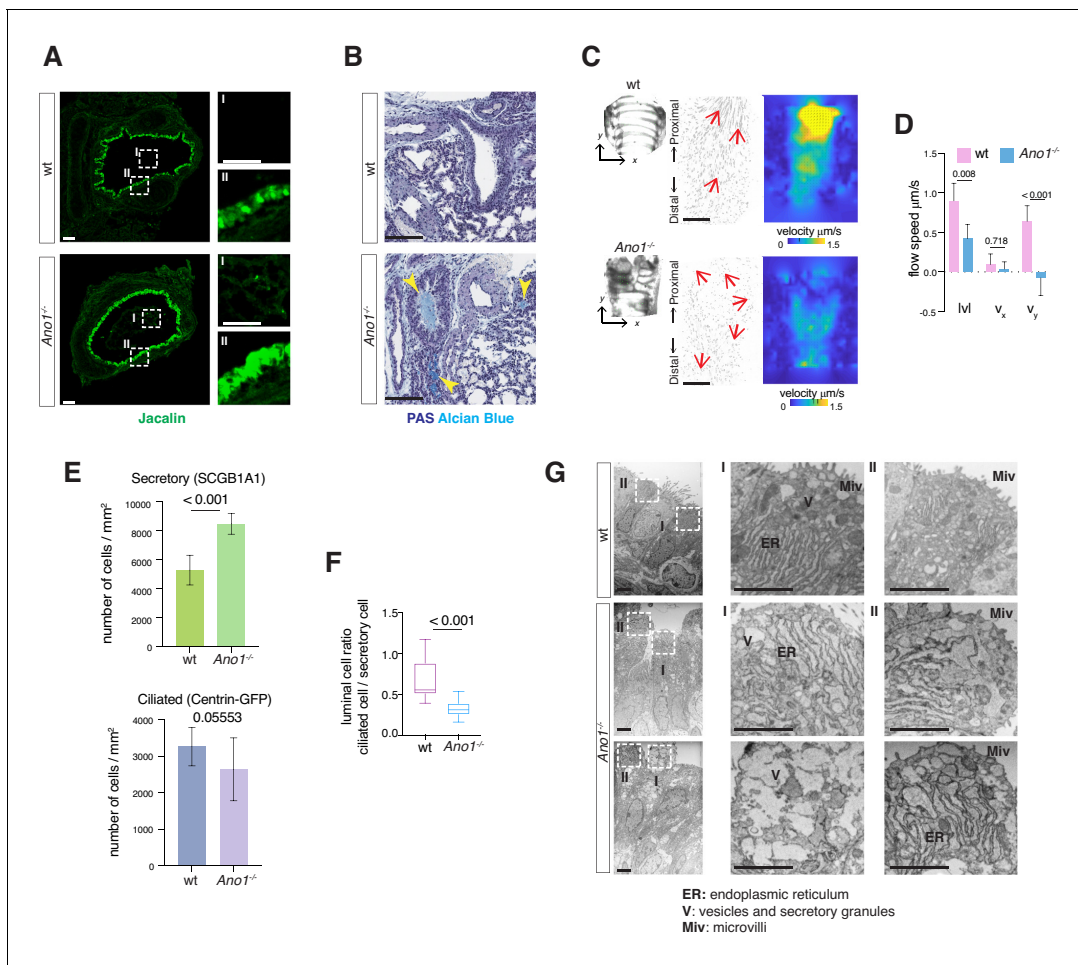 A
wt
I
II
I
II
Ano1-/-
I
II
I
II
Jacalin
B
wt
Ano1-/-
PAS Alcian Blue
C
wt
y
x
Distal
Proximal
velocity μm/s
0
1.5
Ano1-/-
y
x
Distal
Proximal
velocity μm/s
0
1.5
D
wt
Ano1-/-
flow speed μm/s
1.5
1.0
0.5
0.0
-0.5
0.008
0.718
< 0.001
|v|
vx
vy
E
Secretory (SCGB1A1)
< 0.001
number of cells / mm2
10000
8000
6000
4000
2000
0
wt
Ano1-/-
Ciliated (Centrin-GFP)
0.05553
number of cells / mm2
4000
3000
2000
1000
0
wt
Ano1-/-
F
luminal cell ratio
ciliated cell / secretory cell
1.5
1.0
0.5
0.0
< 0.001
wt
Ano1-/-
G
wt
II
I
I
Miv
V
ER
II
Miv
Ano1-/-
II
I
I
V
ER
II
Miv
II
I
V
Miv
ER
ER: endoplasmic reticulum
V: vesicles and secretory granules
Miv: microvilli